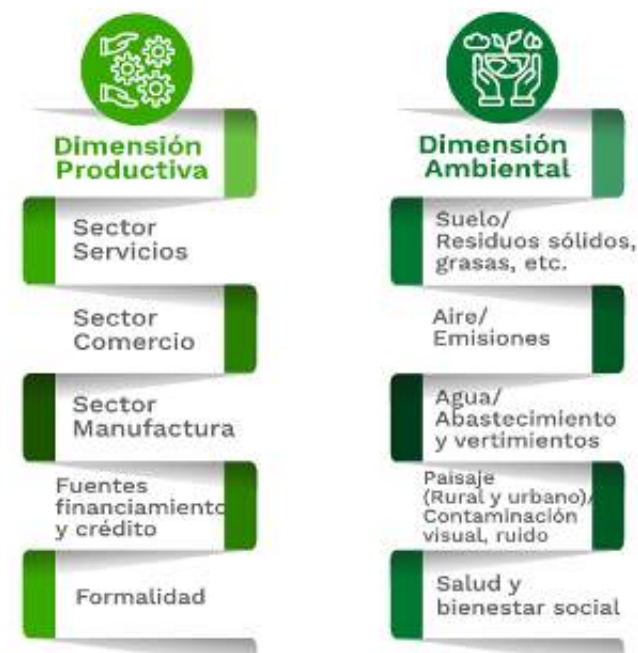 Dimensión
Productiva
Sector
Servicios
Sector
Comercio
Sector
Manufactura
Fuentes
financiamiento
y crédito
Formalidad
Dimensión
Ambiental
Suelo/
Residuos sólidos,
grasas, etc.
Aire/
Emisiones
Agua/
Abastecimiento
y vertimientos
Paisaje
(Rural y urbano)/
Contaminación
visual, ruido
Salud y
bienestar social